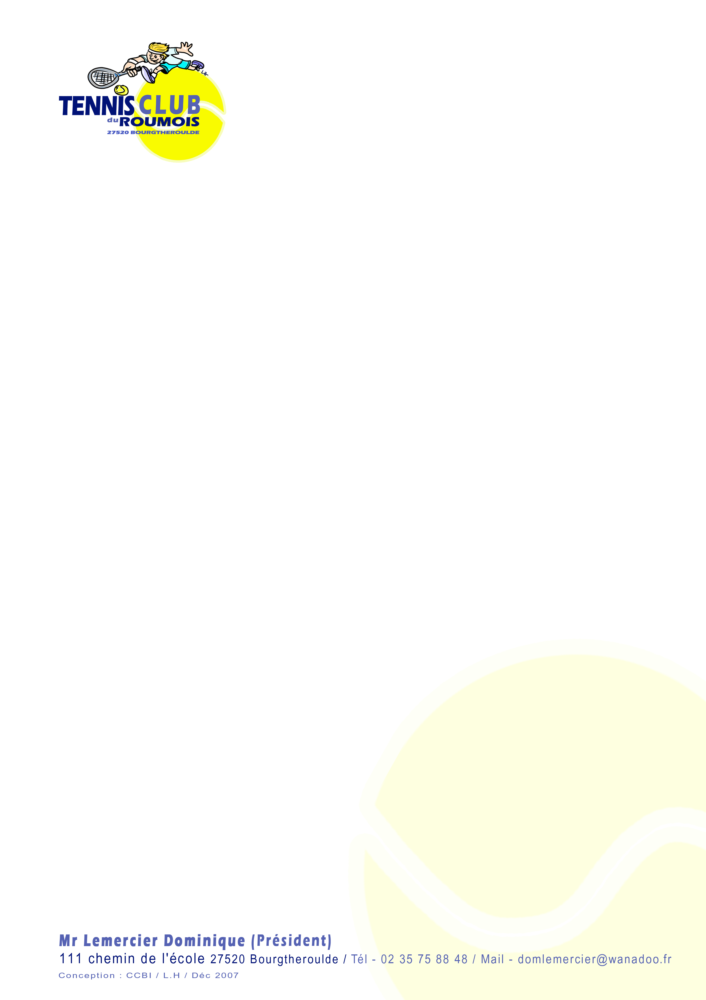 LH
TENNIS CLUB
du ROUMOIS
27520 BOURGTHEROULDE
Mr Lemercier Dominique (Président)
111 chemin de l'école 27520 Bourgtheroulde / Tél - 02 35 75 88 48 / Mail - domlemercier@wanadoo.fr
Conception : CCBI / L.H / Déc 2007